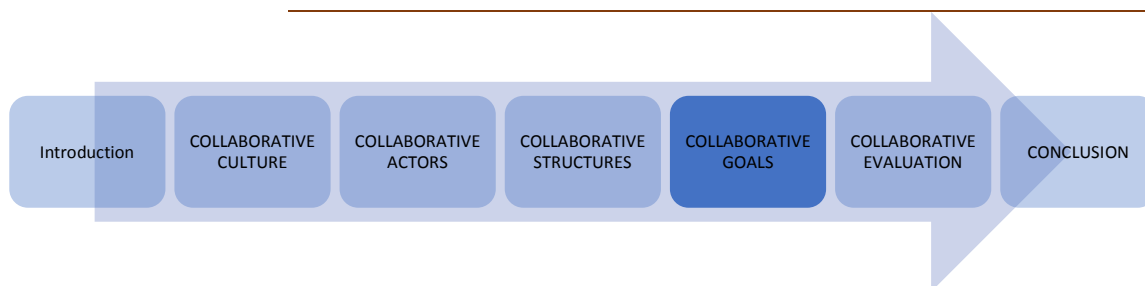 Introduction
COLLABORATIVE
CULTURE
COLLABORATIVE
ACTORS
COLLABORATIVE
STRUCTURES
COLLABORATIVE
GOALS
COLLABORATIVE
EVALUATION
CONCLUSION